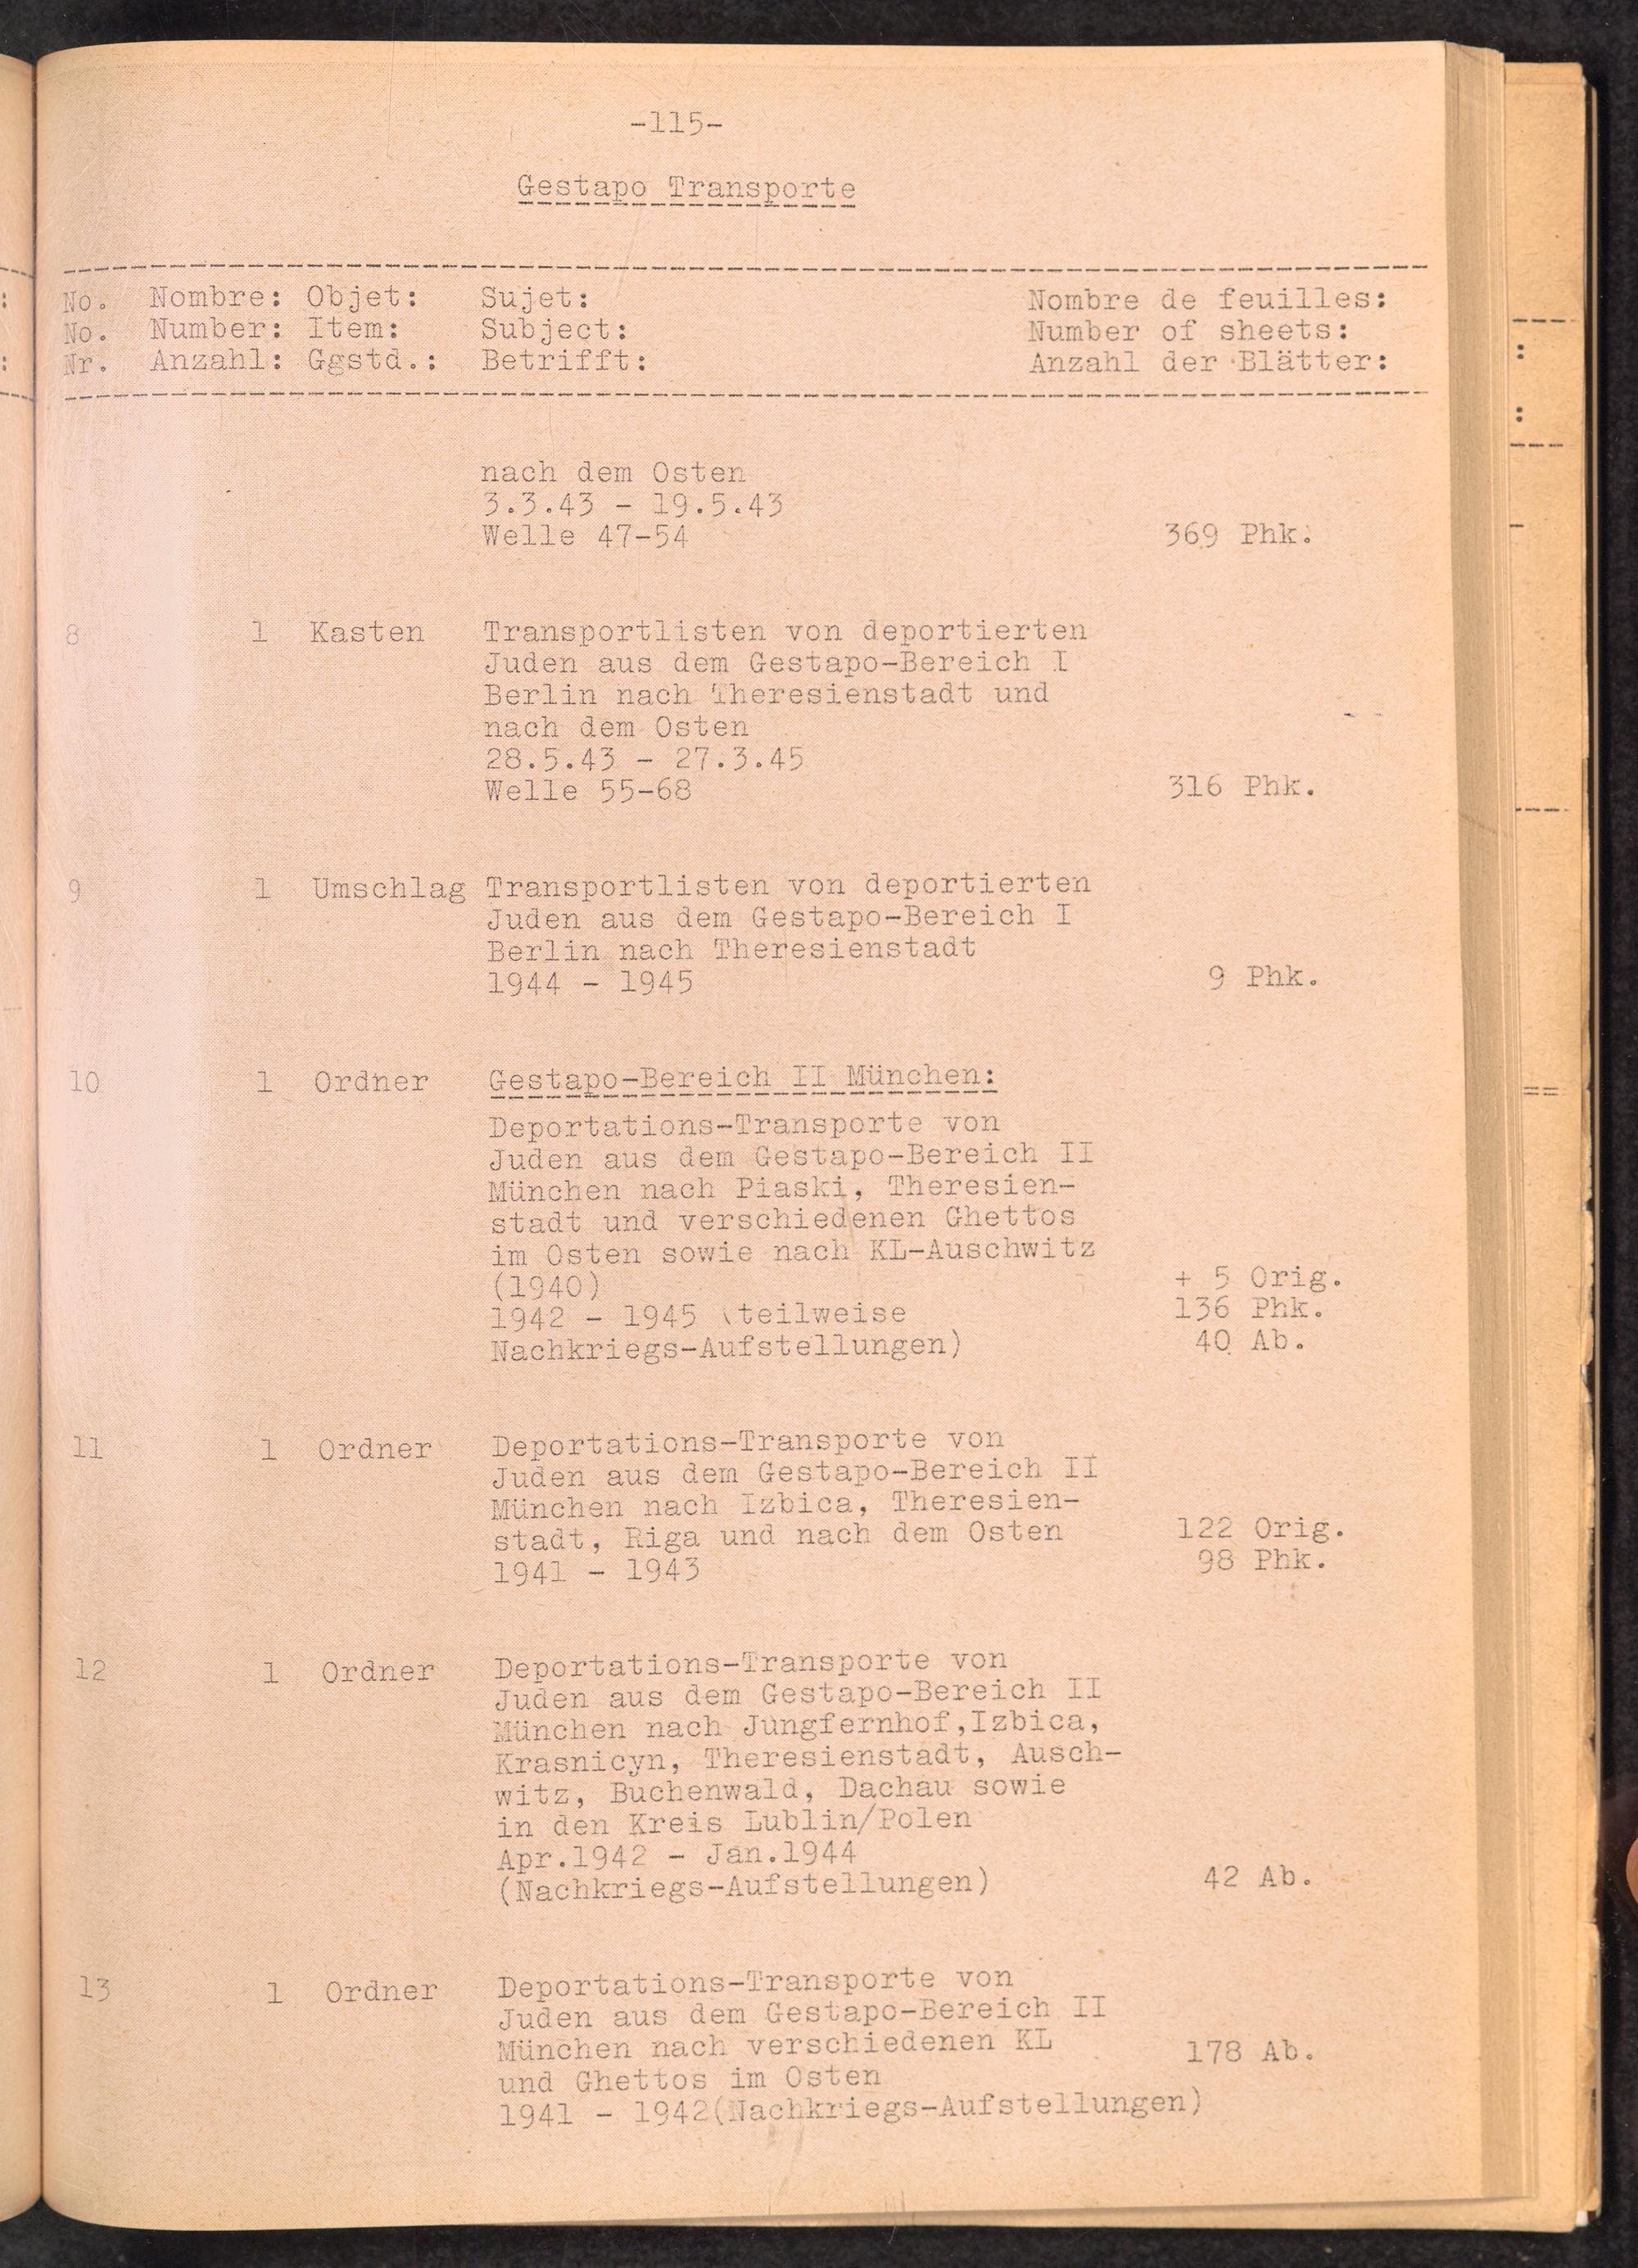 -115-
Gestapo Transporte
No. Nombre: Objet: Sujet: Nombre de feuilles:
No. Number: Item: Subject: Number of sheets:
Nr. Anzahl: Ggstd.: Betrifft: Anzahl der Blätter:
nach dem Osten
3.3.43 - 19.5.43
Welle 47-54 369 Phk.
8 1 Kasten Transportlisten von deportierten
Juden aus dem Gestapo-Bereich I
Berlin nach Theresienstadt und
nach dem Osten
28.5.43 - 27.3.45
Welle 55-68 316 Phk.
9 1 Umschlag Transportlisten von deportierten
Juden aus dem Gestapo-Bereich I
Berlin nach Theresienstadt
1944 - 1945 9 Phk.
10 1 Ordner Gestapo-Bereich II München:
Deportations-Transporte von
Juden aus dem Gestapo-Bereich II
München nach Piaski, Theresien-
stadt und verschiedenen Ghettos
im Osten sowie nach KL-Auschwitz
(1940) + 5 Orig.
1942 - 1945 (teilweise 136 Phk.
Nachkriegs-Aufstellungen) 40 Ab.
11 1 Ordner Deportations-Transporte von
Juden aus dem Gestapo-Bereich II
München nach Izbica, Theresien-
stadt, Riga und nach dem Osten 122 Orig.
1941 - 1943 98 Phk.
12 1 Ordner Deportations-Transporte von
Juden aus dem Gestapo-Bereich II
München nach Jungfernhof,Izbica,
Krasnicyn, Theresienstadt, Ausch-
witz, Buchenwald, Dachau sowie
in den Kreis Lublin/Polen
Apr.1942 - Jan.1944
(Nachkriegs-Aufstellungen) 42 Ab.
13 1 Ordner Deportations-Transporte von
Juden aus dem Gestapo-Bereich II
München nach verschiedenen KL 178 Ab.
und Ghettos im Osten
1941 - 1942(Nachkriegs-Aufstellungen)